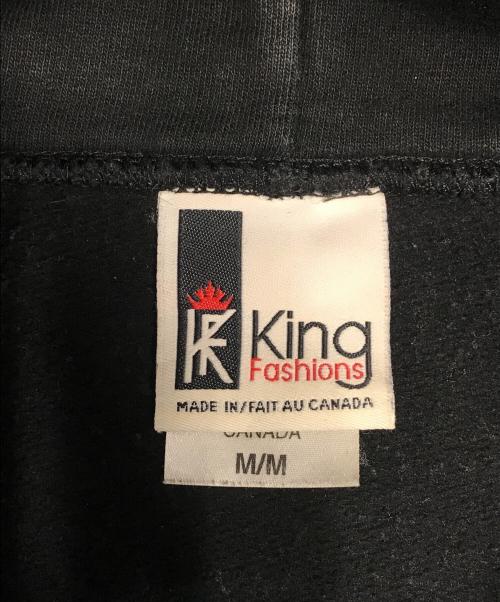 KF
King
Fashions
MADE IN/FAIT AU CANADA
CANADA
M/M